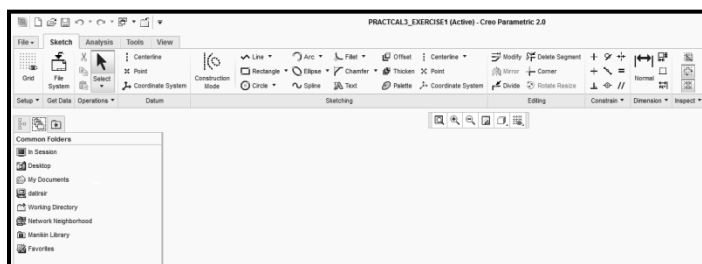 PRACTCAL3_EXERCISE1 (Active) - Creo Parametric 2.0
File Sketch Analysis Tools View
Centerline Line Arc Fillet Offset Centerline Modify Delete Segment
Point Rectangle Ellipse Chamfer Thicken Point Mirror Corner
Grid File System Select Coordinate System Construction Mode Circle Spline Text Palette Coordinate System Divide Rotate Resize Normal
Setup Get Data Operations Datum Sketching Editing Constrain Dimension Inspect
Common Folders
In Session
Desktop
My Documents
datirsir
Working Directory
Network Neighborhood
Manikin Library
Favorites